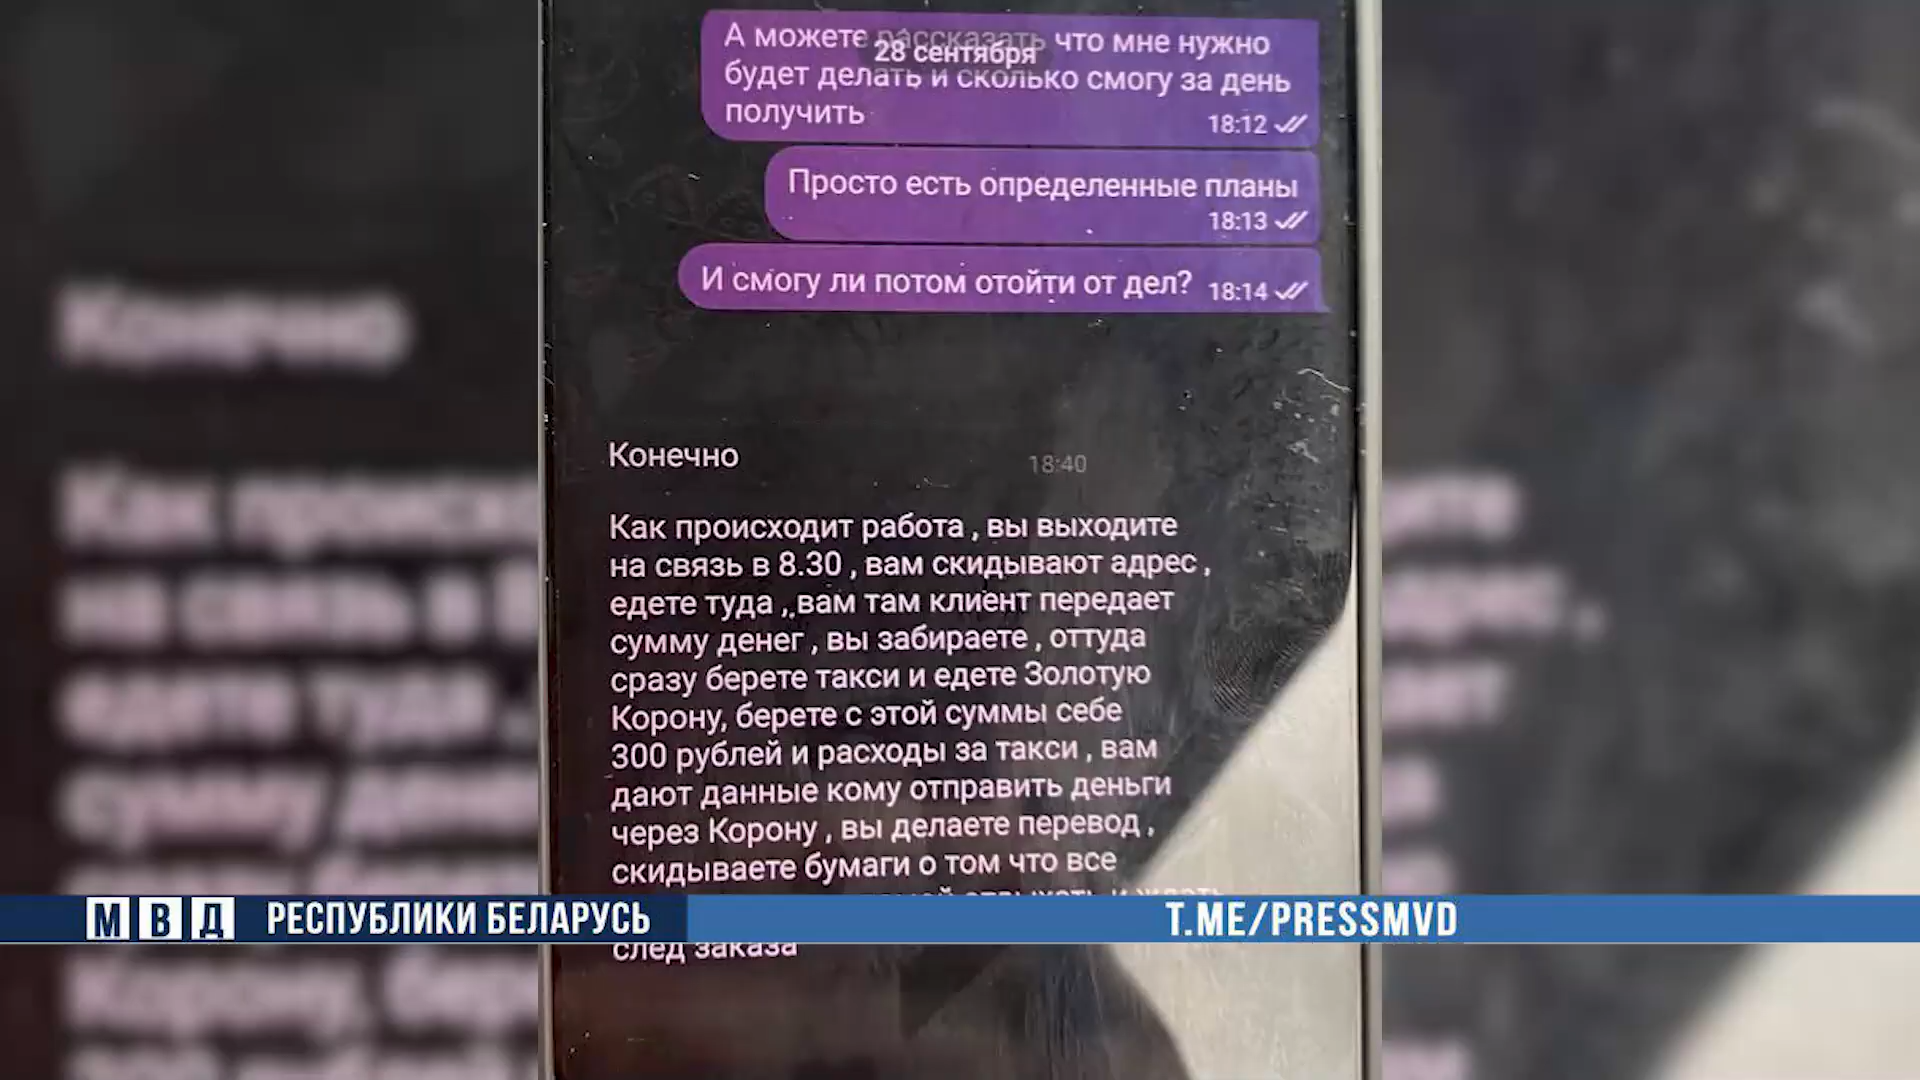 А можете рассказать что мне нужно
28 сентября
будет делать и сколько смогу за день
получить
18:12
Просто есть определенные планы
18:13
И смогу ли потом отойти от дел?
18:14
Конечно
18:40
Как происходит работа , вы выходите
на связь в 8.30 , вам скидывают адрес ,
едете туда , вам там клиент передает
сумму денег , вы забираете , оттуда
сразу берете такси и едете Золотую
Корону, берете с этой суммы себе
300 рублей и расходы за такси , вам
дают данные кому отправить деньги
через Корону , вы делаете перевод ,
скидываете бумаги о том что все
отдыхать и ждать
МВД РЕСПУБЛИКИ БЕЛАРУСЬ
T.ME/PRESSMVD
след заказа